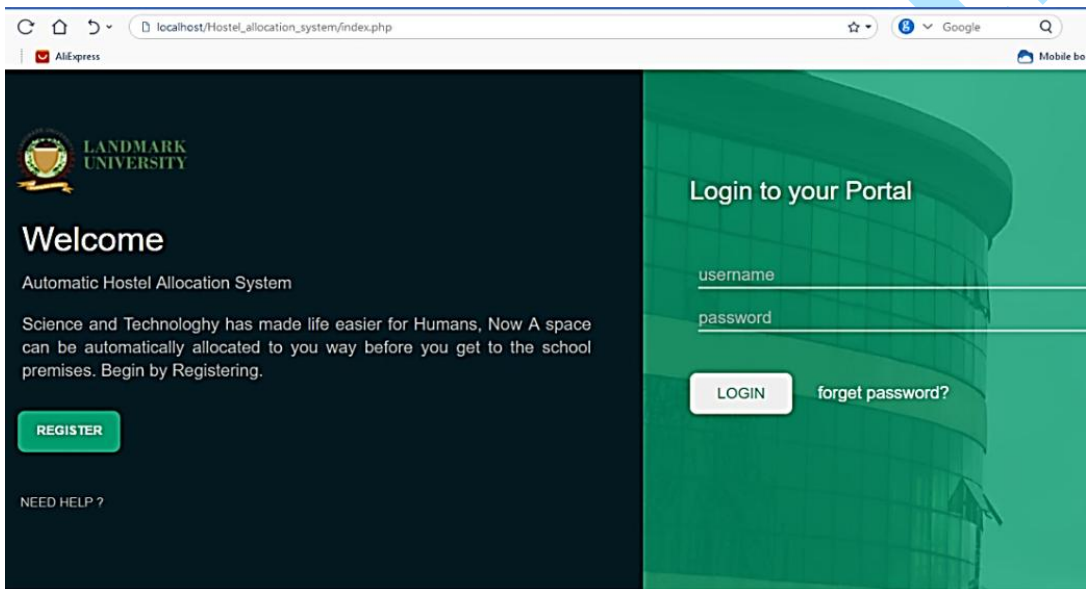 localhost/Hostel_allocation_system/index.php
Google
AliExpress
Mobile bo
LANDMARK
UNIVERSITY
Welcome
Automatic Hostel Allocation System
Science and Technologhy has made life easier for Humans, Now A space
can be automatically allocated to you way before you get to the school
premises. Begin by Registering.
REGISTER
NEED HELP ?
Login to your Portal
username
password
LOGIN
forget password?